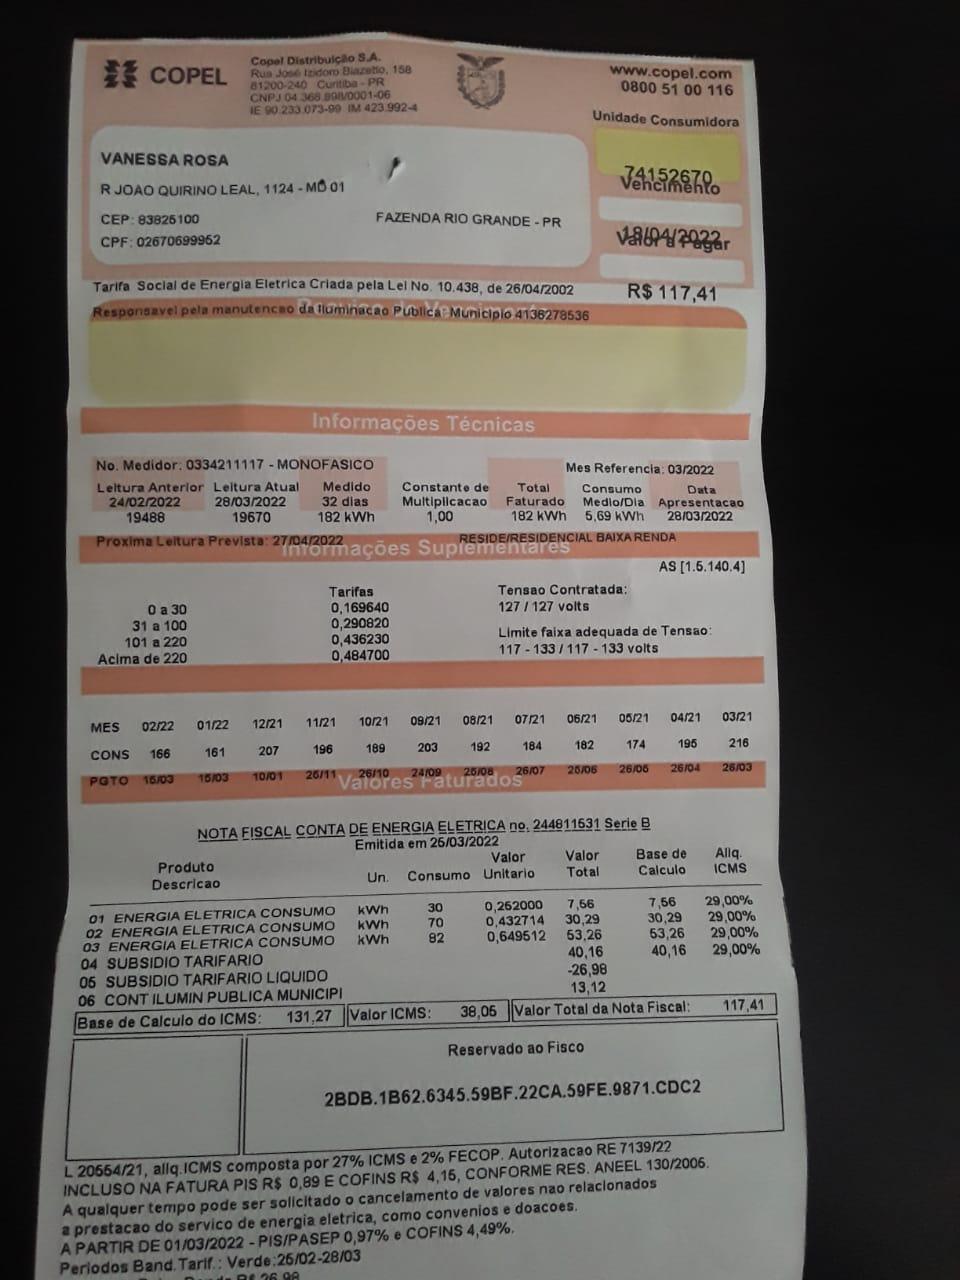 COPEL
Copel Distribuição S.A.
Rua José Izidoro Biazetto, 158
81200-240 Curitiba - PR
CNPJ 04.368.898/0001-06
IE 90.233.073-99 IM 423.992-4
www.copel.com
0800 51 00 116
Unidade Consumidora
74152670
Vencimento
18/04/2022
Valor a Pagar
R$ 117,41
VANESSA ROSA
R JOAO QUIRINO LEAL, 1124 - MD 01
CEP: 83825100 FAZENDA RIO GRANDE - PR
CPF: 02670699952
Tarifa Social de Energia Eletrica Criada pela Lei No. 10.438, de 26/04/2002
Responsavel pela manutencao da Iluminacao Publica: Municipio 4136278536
Informações Técnicas
No. Medidor: 0334211117 - MONOFASICO Mes Referencia: 03/2022
Leitura Anterior Leitura Atual Medido Constante de Total Consumo Data
24/02/2022 28/03/2022 32 dias Multiplicacao Faturado Medio/Dia Apresentacao
19488 19670 182 kWh 1,00 182 kWh 5,69 kWh 28/03/2022
Proxima Leitura Prevista: 27/04/2022 RESIDE/RESIDENCIAL BAIXA RENDA
Informações Suplementares
AS [1.5.140.4]
Tarifas Tensao Contratada:
0 a 30 0,169640 127 / 127 volts
31 a 100 0,290820
101 a 220 0,436230 Limite faixa adequada de Tensao:
Acima de 220 0,484700 117 - 133 / 117 - 133 volts
MES 02/22 01/22 12/21 11/21 10/21 09/21 08/21 07/21 06/21 05/21 04/21 03/21
CONS 166 161 207 196 189 203 192 184 182 174 195 216
PGTO 15/03 15/03 10/01 25/11 26/10 24/09 25/08 26/07 25/06 26/05 26/04 26/03
Valores Faturados
NOTA FISCAL CONTA DE ENERGIA ELETRICA no. 244811531 Serie B
Emitida em 26/03/2022
Produto Valor Valor Base de Aliq.
Descricao Un. Consumo Unitario Total Calculo ICMS
01 ENERGIA ELETRICA CONSUMO kWh 30 0,252000 7,56 7,56 29,00%
02 ENERGIA ELETRICA CONSUMO kWh 70 0,432714 30,29 30,29 29,00%
03 ENERGIA ELETRICA CONSUMO kWh 82 0,649512 53,26 53,26 29,00%
04 SUBSIDIO TARIFARIO 40,16 40,16 29,00%
05 SUBSIDIO TARIFARIO LIQUIDO -26,98
06 CONT ILUMIN PUBLICA MUNICIPI 13,12
Base de Calculo do ICMS: 131,27 Valor ICMS: 38,05 Valor Total da Nota Fiscal: 117,41
Reservado ao Fisco
2BDB.1B62.6345.59BF.22CA.59FE.9871.CDC2
L 20554/21, aliq.ICMS composta por 27% ICMS e 2% FECOP. Autorizacao RE 7139/22
INCLUSO NA FATURA PIS R$ 0,89 E COFINS R$ 4,15, CONFORME RES. ANEEL 130/2005.
A qualquer tempo pode ser solicitado o cancelamento de valores nao relacionados
a prestacao do servico de energia eletrica, como convenios e doacoes.
A PARTIR DE 01/03/2022 - PIS/PASEP 0,97% e COFINS 4,49%.
Periodos Band.Tarif.: Verde:25/02-28/03
R$ 26,98